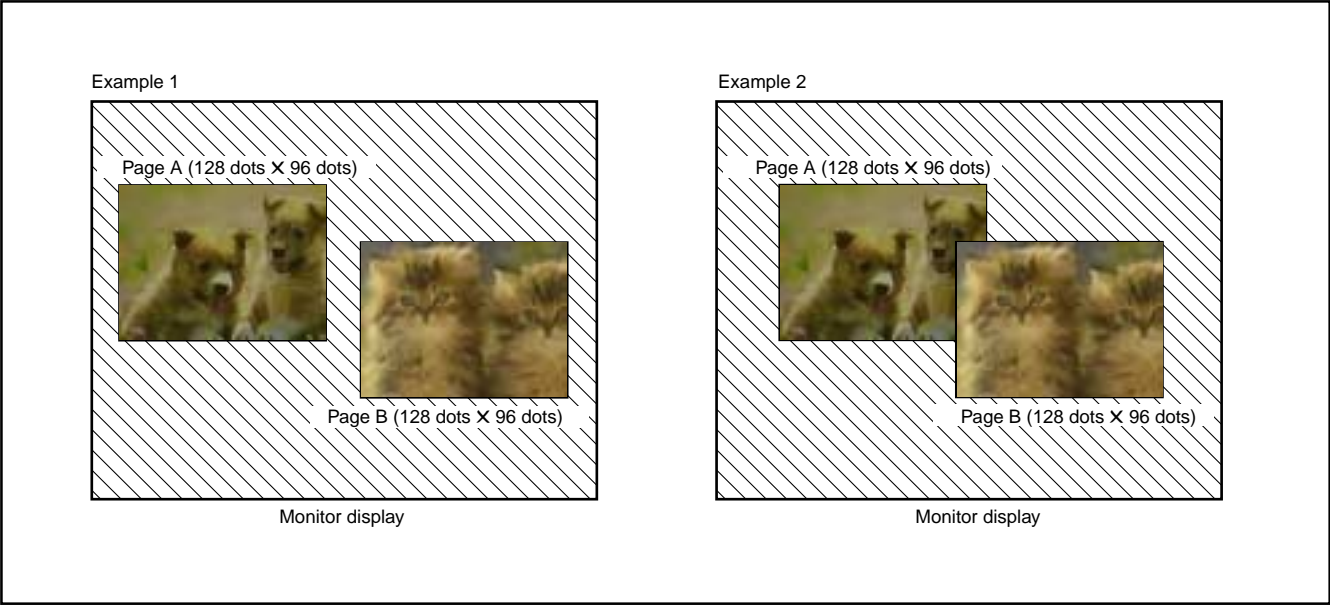 Example 1
Page A (128 dots × 96 dots)
Page B (128 dots × 96 dots)
Monitor display
Example 2
Page A (128 dots × 96 dots)
Page B (128 dots × 96 dots)
Monitor display